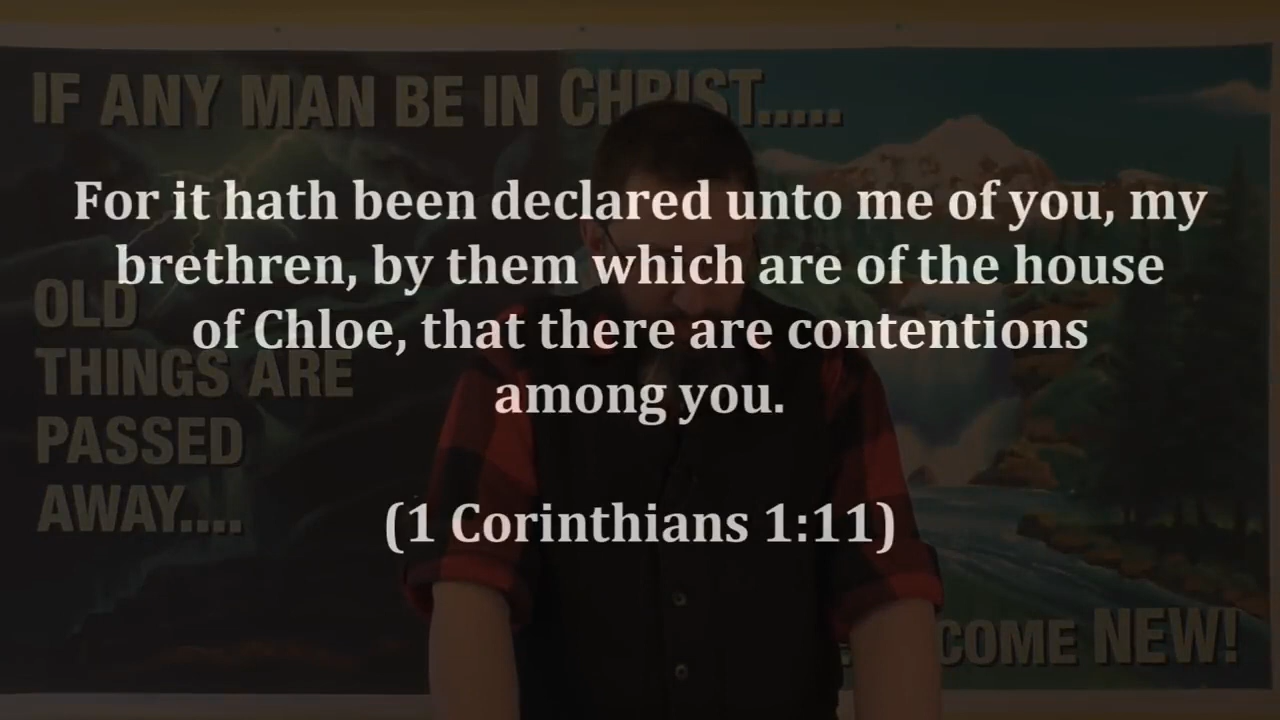 IF ANY MAN BE IN CHRIST.....
For it hath been declared unto me of you, my
brethren, by them which are of the house
of Chloe, that there are contentions
among you.
(1 Corinthians 1:11)
OLD
THINGS ARE
PASSED
AWAY....
COME NEW!